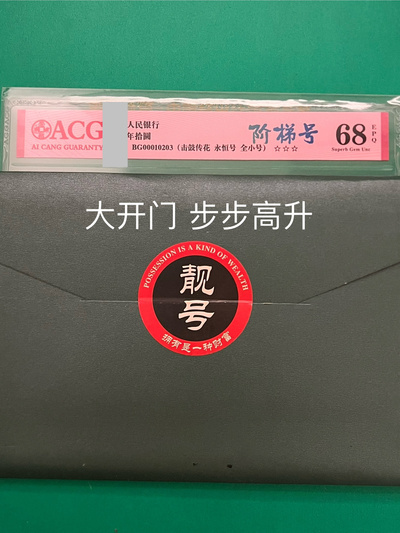 ACG
AI CANG GUARANTY
人民银行
年拾圆
BG00010203（击鼓传花 永恒号 全小号）☆☆☆
阶梯号
68
EPQ
Superb Gem Unc
大开门 步步高升
POSSESSION IS A KIND OF WEALTH
靓号
拥有是一种财富